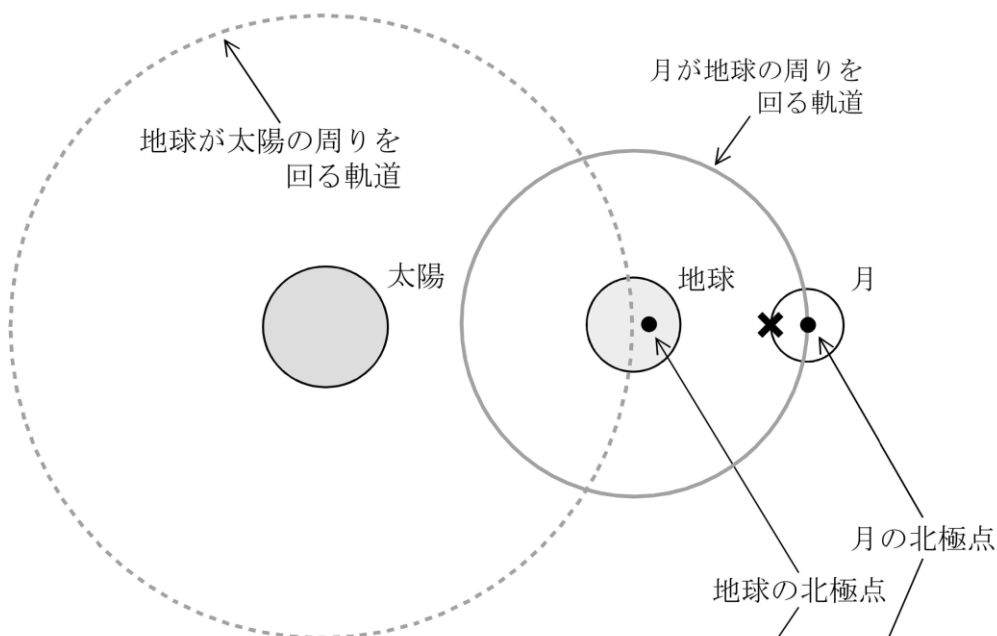 月が地球の周りを
回る軌道
地球が太陽の周りを
回る軌道
太陽
地球
月
月の北極点
地球の北極点